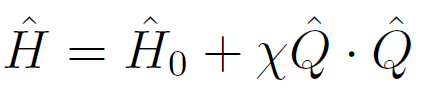 Ĥ = Ĥ₀ + χQ̂ · Q̂